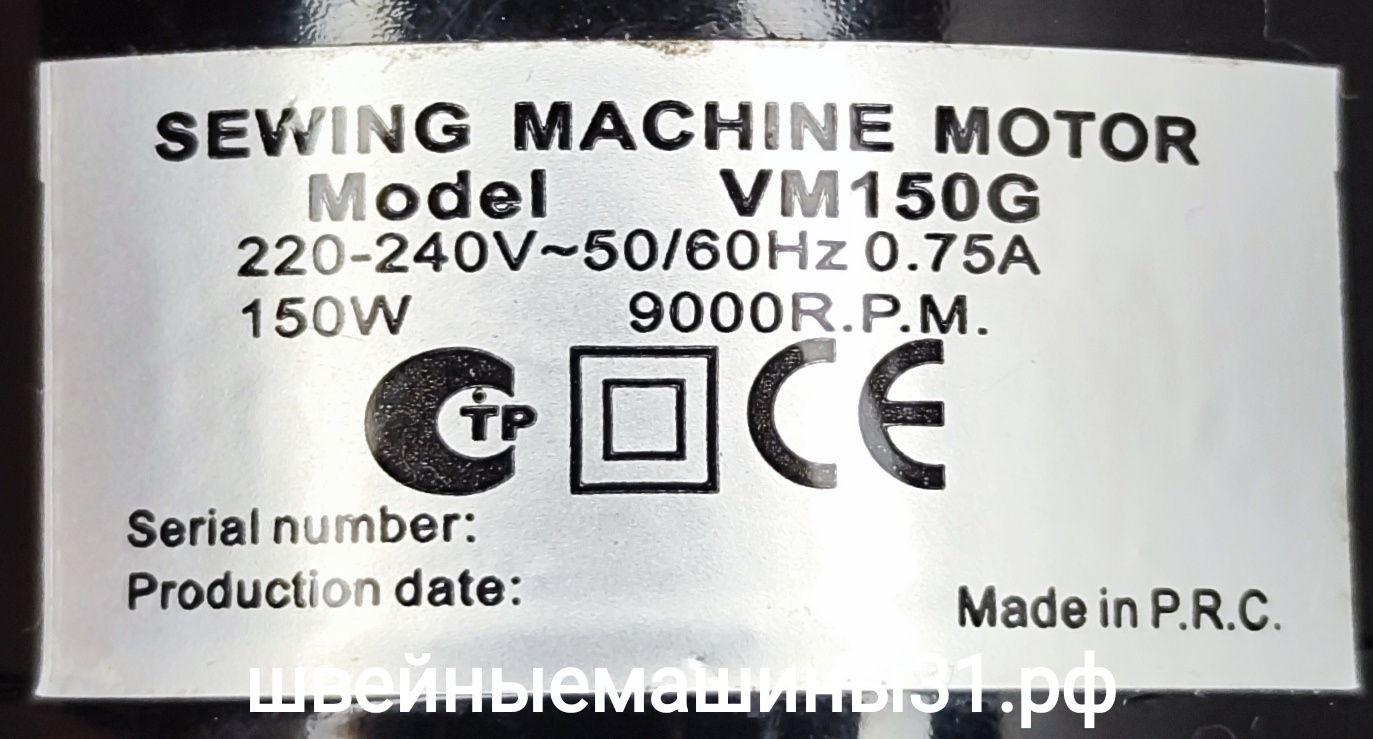 SEWING MACHINE MOTOR
Model VM150G
220-240V~50/60Hz 0.75A
150W 9000R.P.M.
TP CE
Serial number:
Production date:
Made in P.R.C.
швейныемашины31.рф